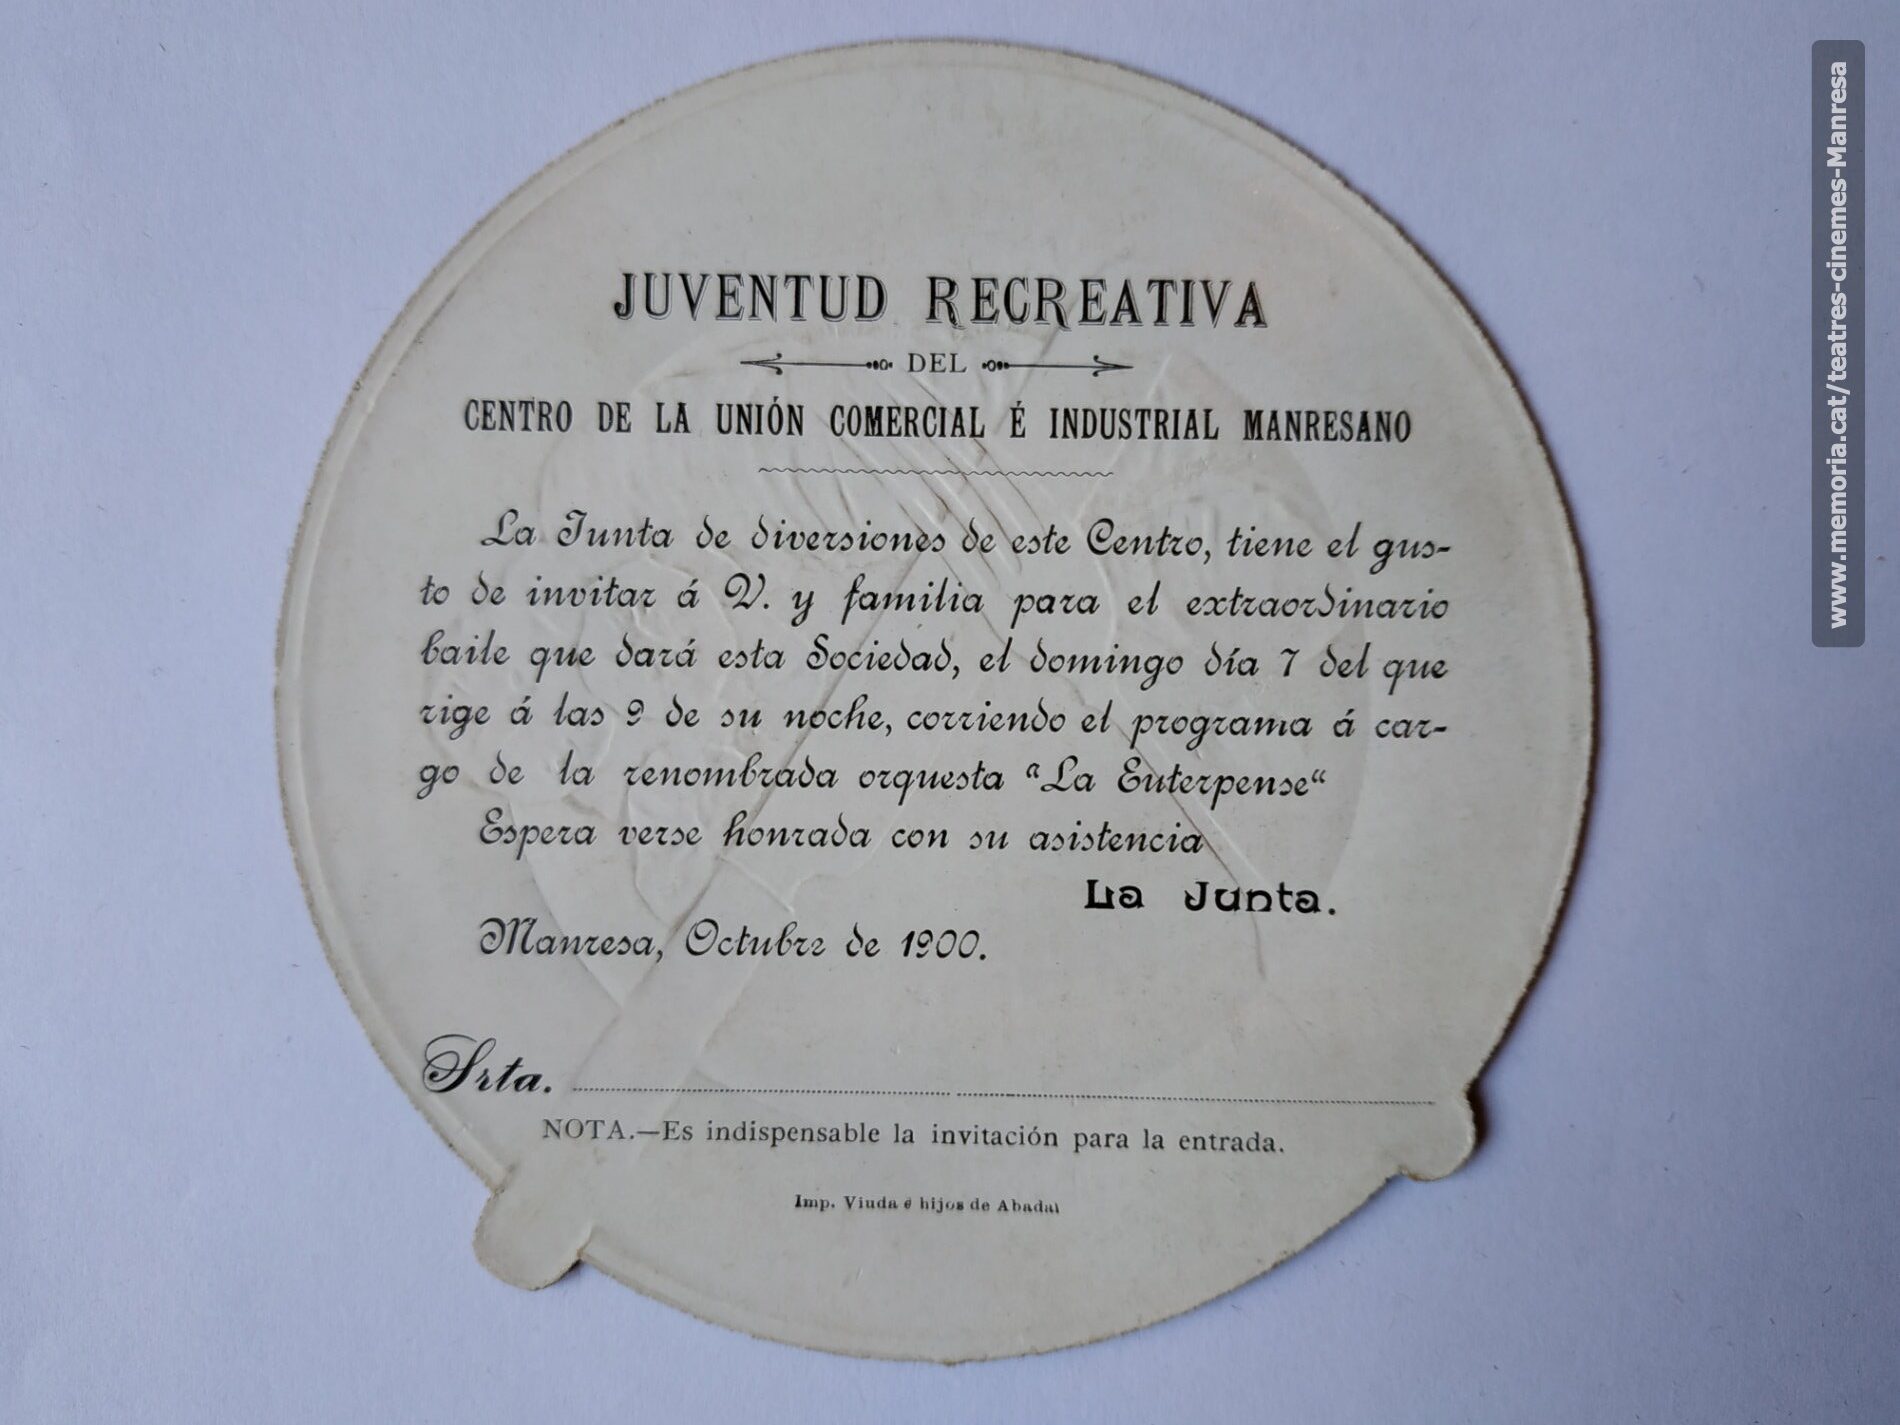 JUVENTUD RECREATIVA
DEL
CENTRO DE LA UNIÓN COMERCIAL É INDUSTRIAL MANRESANO
La Junta de diversiones de este Centro, tiene el gus-
to de invitar á V. y familia para el extraordinario
baile que dará esta Sociedad, el domingo día 7 del que
rige á las 9 de su noche, corriendo el programa á car-
go de la renombrada orquesta "La Euterpense"
Espera verse honrada con su asistencia
La Junta.
Manresa, Octubre de 1900.
Srta.
NOTA.—Es indispensable la invitación para la entrada.
Imp. Viuda é hijos de Abadal
www.memoria.cat/teatres-cinemes-Manresa